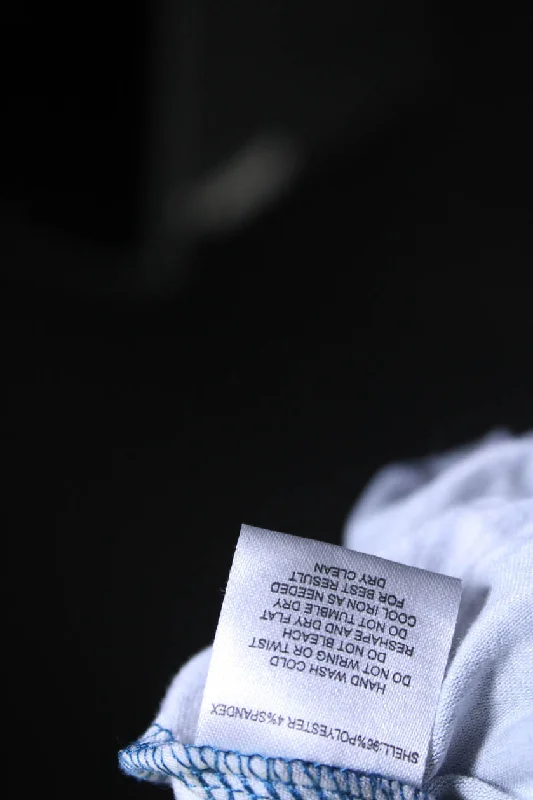 SHELL:96%POLYESTER 4%SPANDEX
HAND WASH COLD
DO NOT WRING OR TWIST
DO NOT BLEACH
RESHAPE AND DRY FLAT
DO NOT TUMBLE DRY
COOL IRON AS NEEDED
FOR BEST RESULT
DRY CLEAN